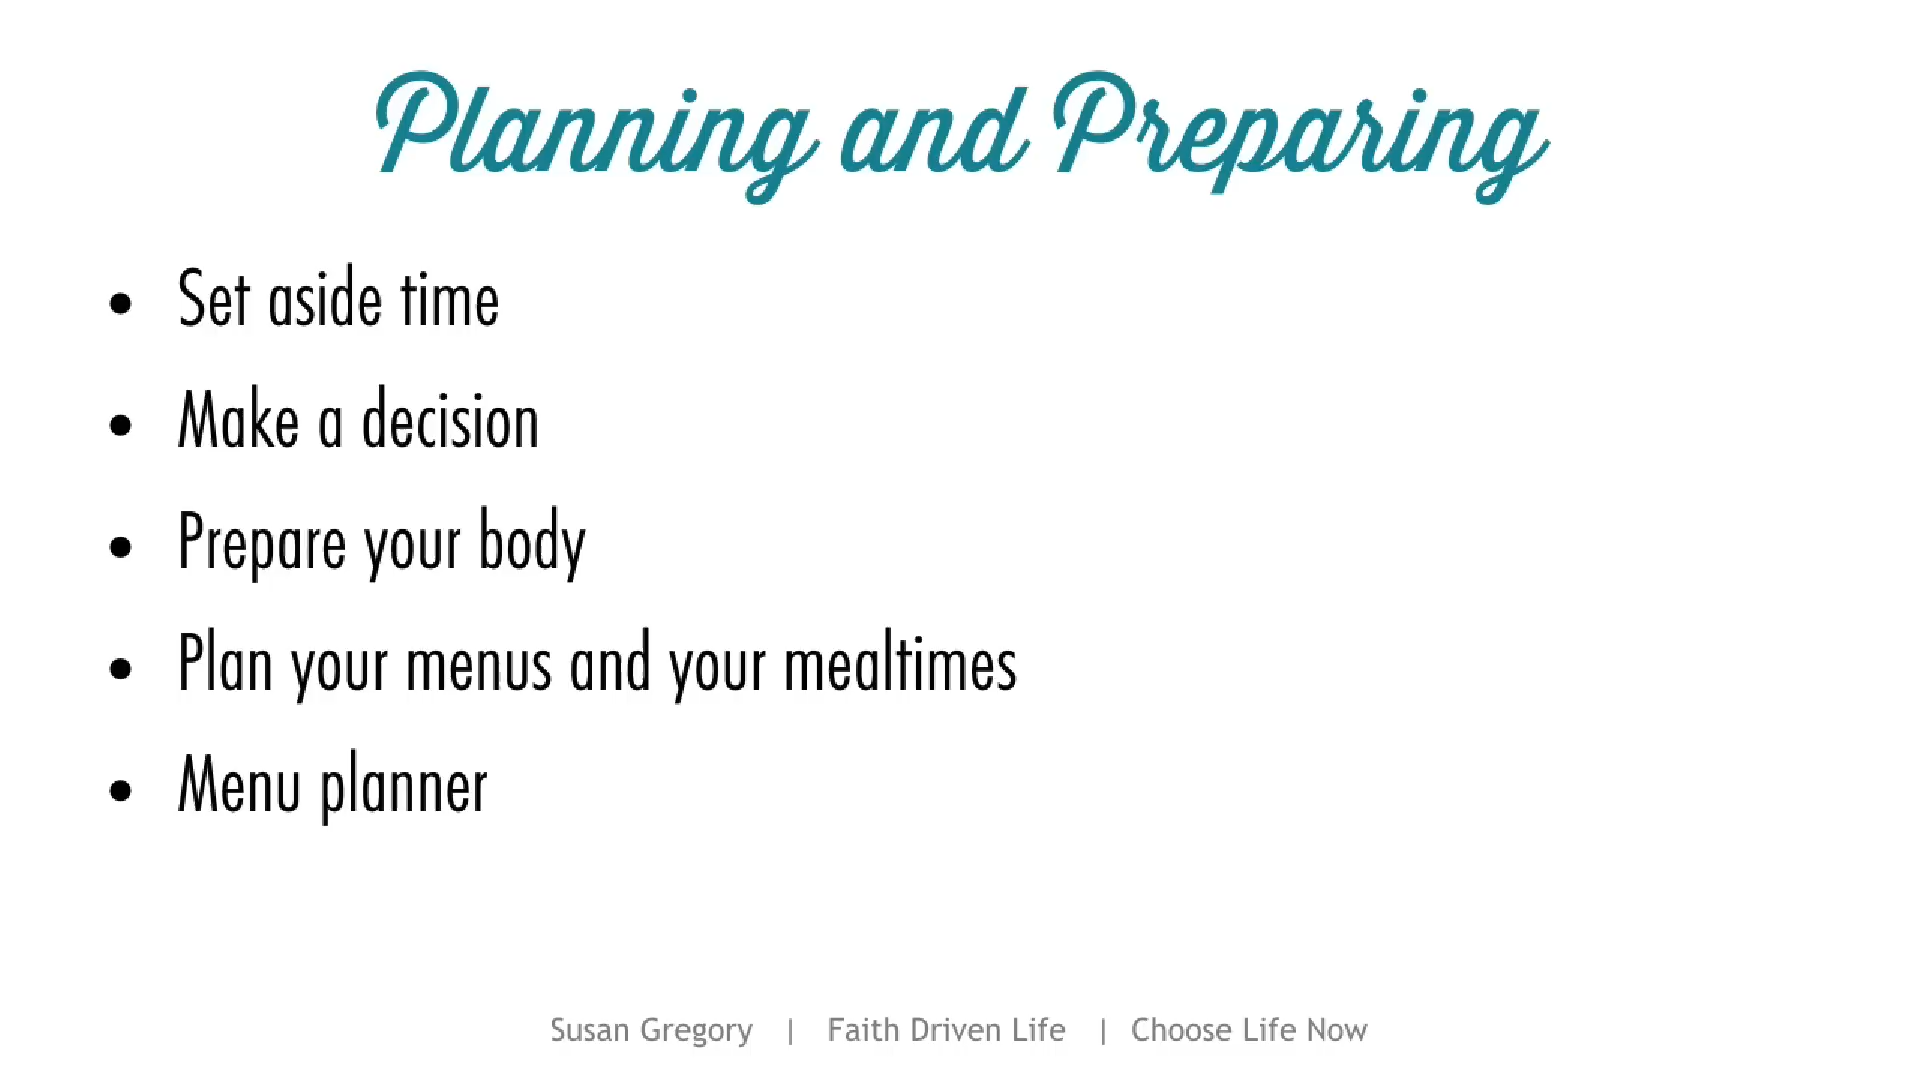 Planning and Preparing
• Set aside time
• Make a decision
• Prepare your body
• Plan your menus and your mealtimes
• Menu planner
Susan Gregory | Faith Driven Life | Choose Life Now